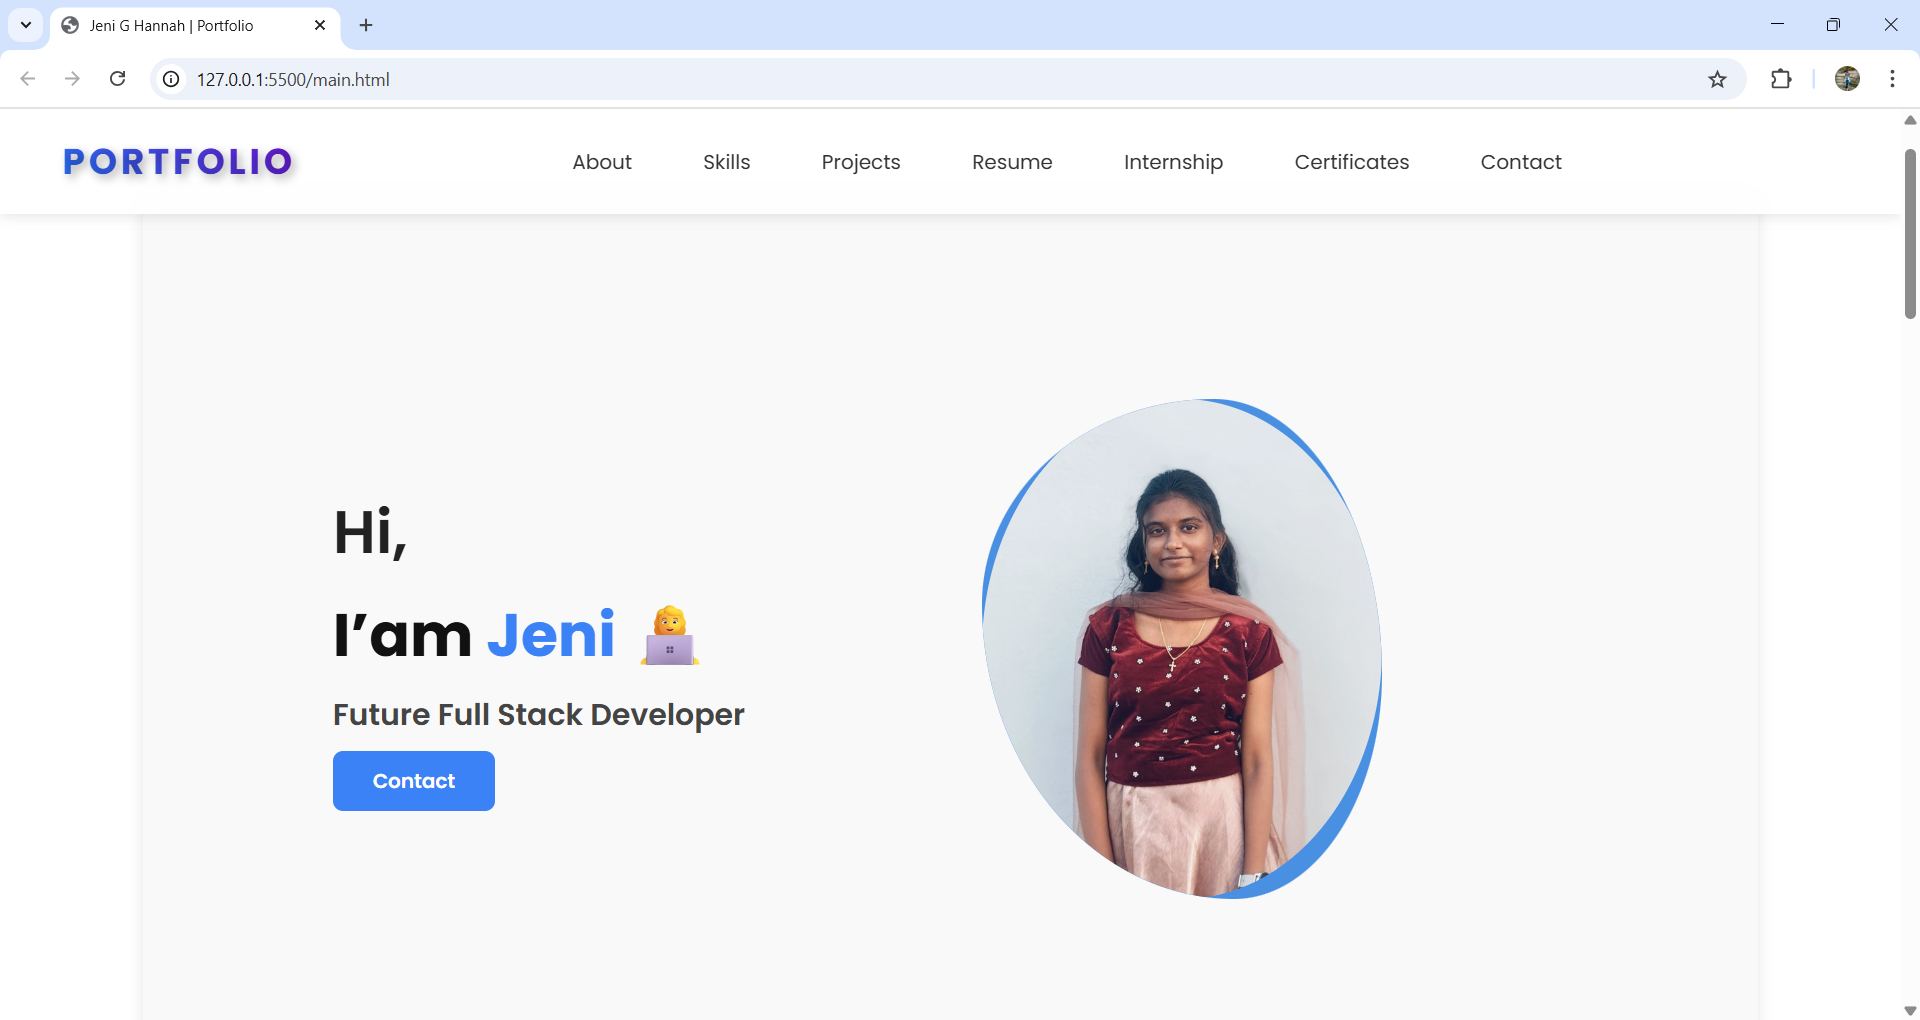 Jeni G Hannah | Portfolio
127.0.0.1:5500/main.html
PORTFOLIO
About Skills Projects Resume Internship Certificates Contact
Hi,
I’am Jeni
Future Full Stack Developer
Contact